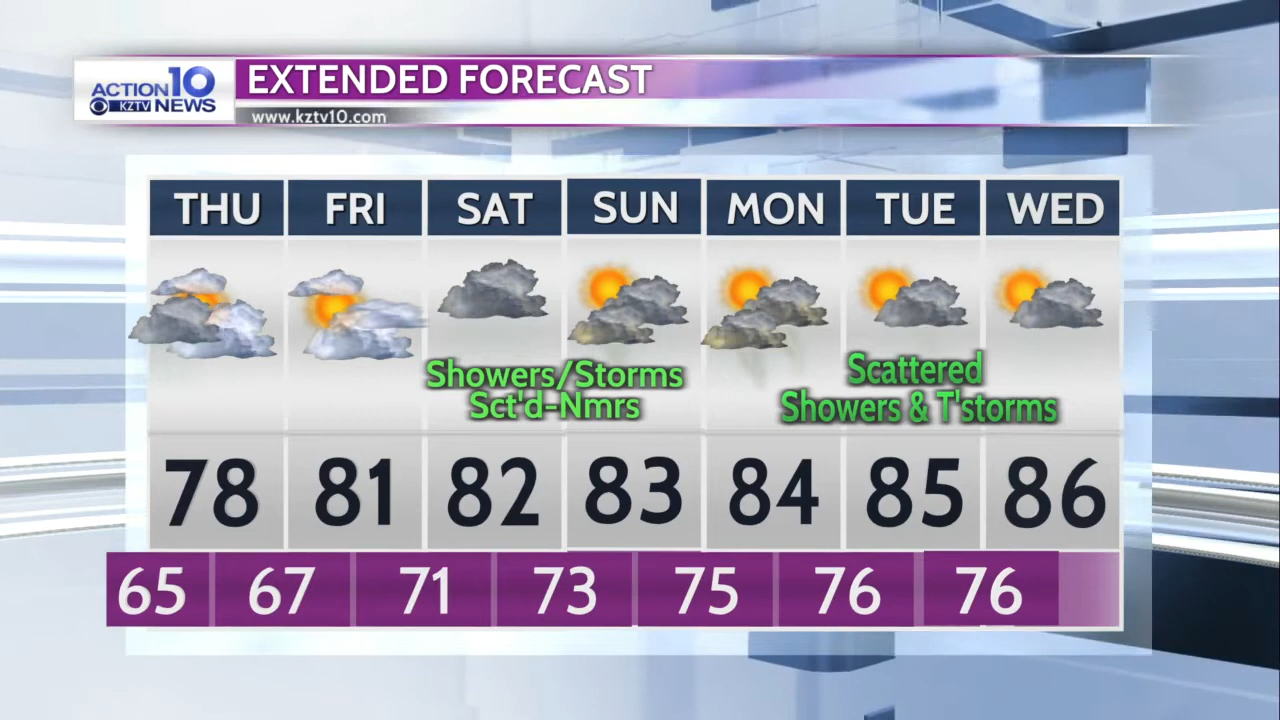 ACTION 10
KZTV NEWS
EXTENDED FORECAST
www.kztv10.com
THU FRI SAT SUN MON TUE WED
Showers/Storms
Sct'd-Nmrs
Scattered
Showers & T'storms
78 81 82 83 84 85 86
65 67 71 73 75 76 76